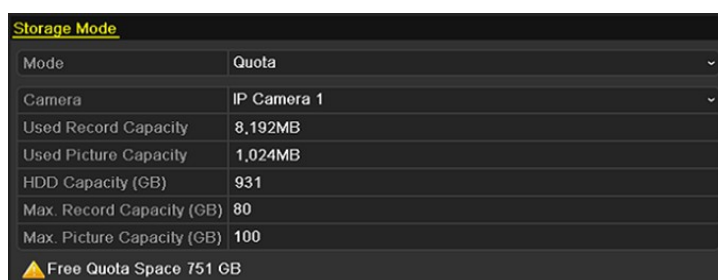 Storage Mode
Mode Quota
Camera IP Camera 1
Used Record Capacity 8,192MB
Used Picture Capacity 1,024MB
HDD Capacity (GB) 931
Max. Record Capacity (GB) 80
Max. Picture Capacity (GB) 100
Free Quota Space 751 GB